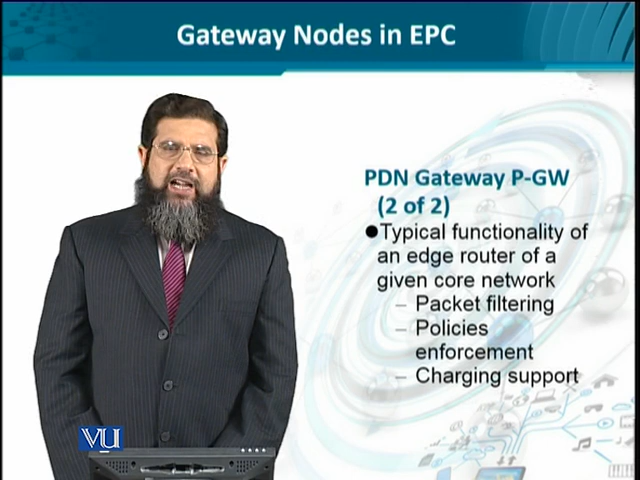 Gateway Nodes in EPC
PDN Gateway P-GW
(2 of 2)
●Typical functionality of
an edge router of a
given core network
– Packet filtering
– Policies
enforcement
– Charging support
VU